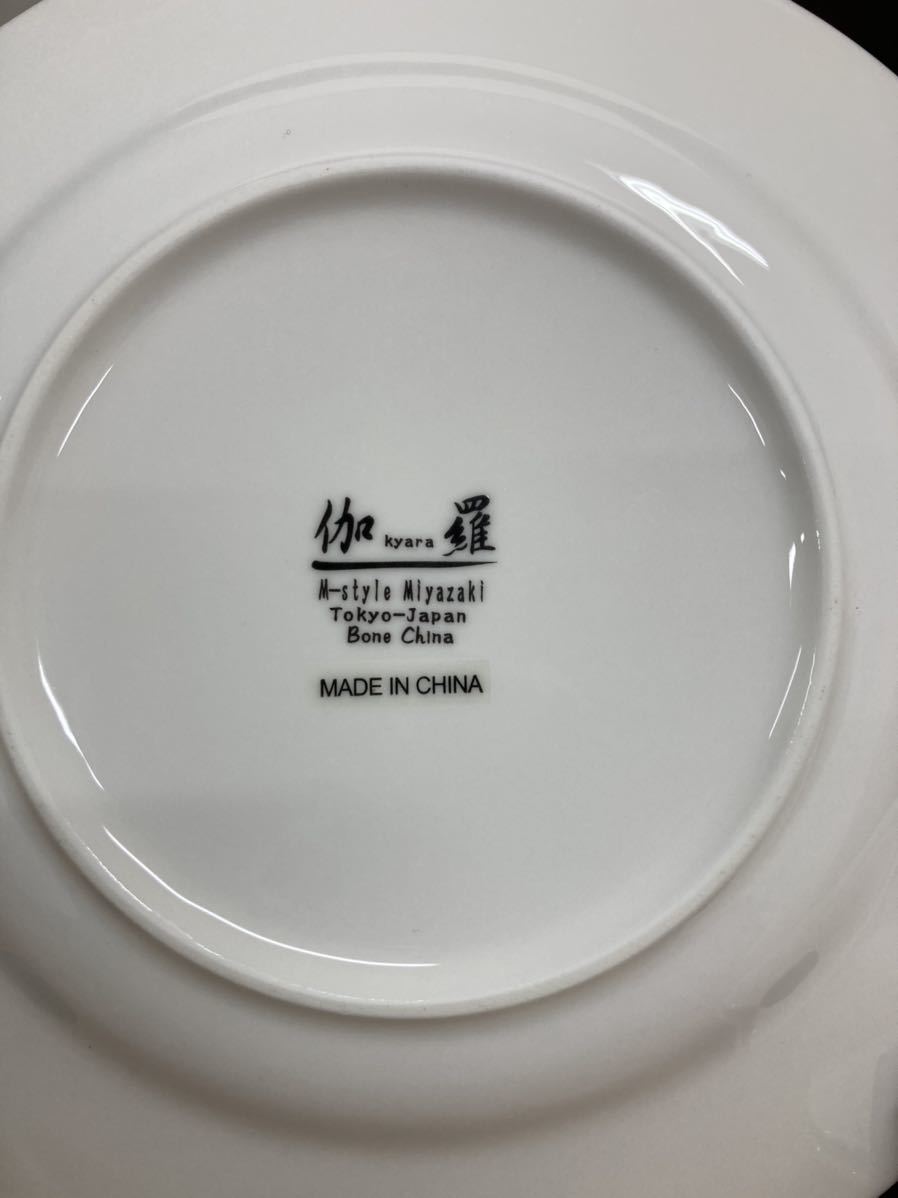 伽 kyara 羅
M-style Miyazaki
Tokyo-Japan
Bone China
MADE IN CHINA